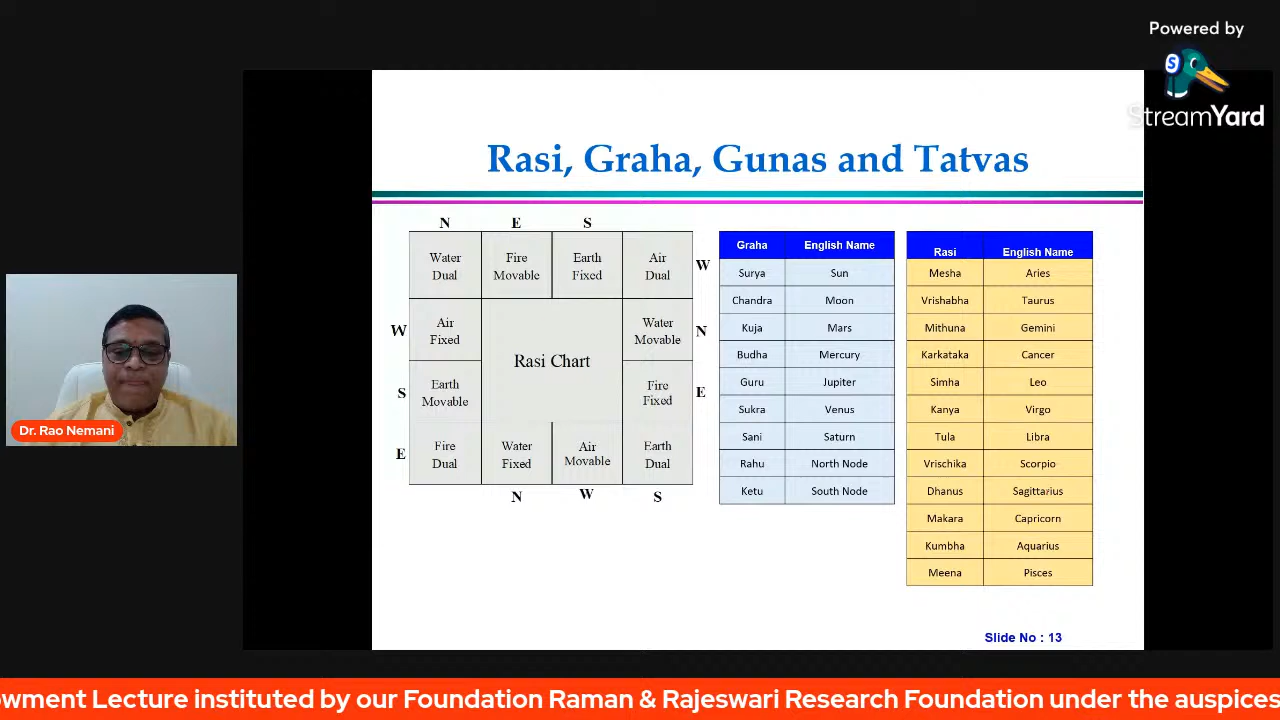 Powered by
StreamYard
Rasi, Graha, Gunas and Tatvas
N E S
Water Dual
Fire Movable
Earth Fixed
Air Dual
W
W
Air Fixed
Rasi Chart
Water Movable
N
S
Earth Movable
Fire Fixed
E
E
Fire Dual
Water Fixed
Air Movable
Earth Dual
N W S
Graha English Name
Surya Sun
Chandra Moon
Kuja Mars
Budha Mercury
Guru Jupiter
Sukra Venus
Sani Saturn
Rahu North Node
Ketu South Node
Rasi English Name
Mesha Aries
Vrishabha Taurus
Mithuna Gemini
Karkataka Cancer
Simha Leo
Kanya Virgo
Tula Libra
Vrischika Scorpio
Dhanus Sagittarius
Makara Capricorn
Kumbha Aquarius
Meena Pisces
Slide No : 13
Dr. Rao Nemani
owment Lecture instituted by our Foundation Raman & Rajeswari Research Foundation under the auspices